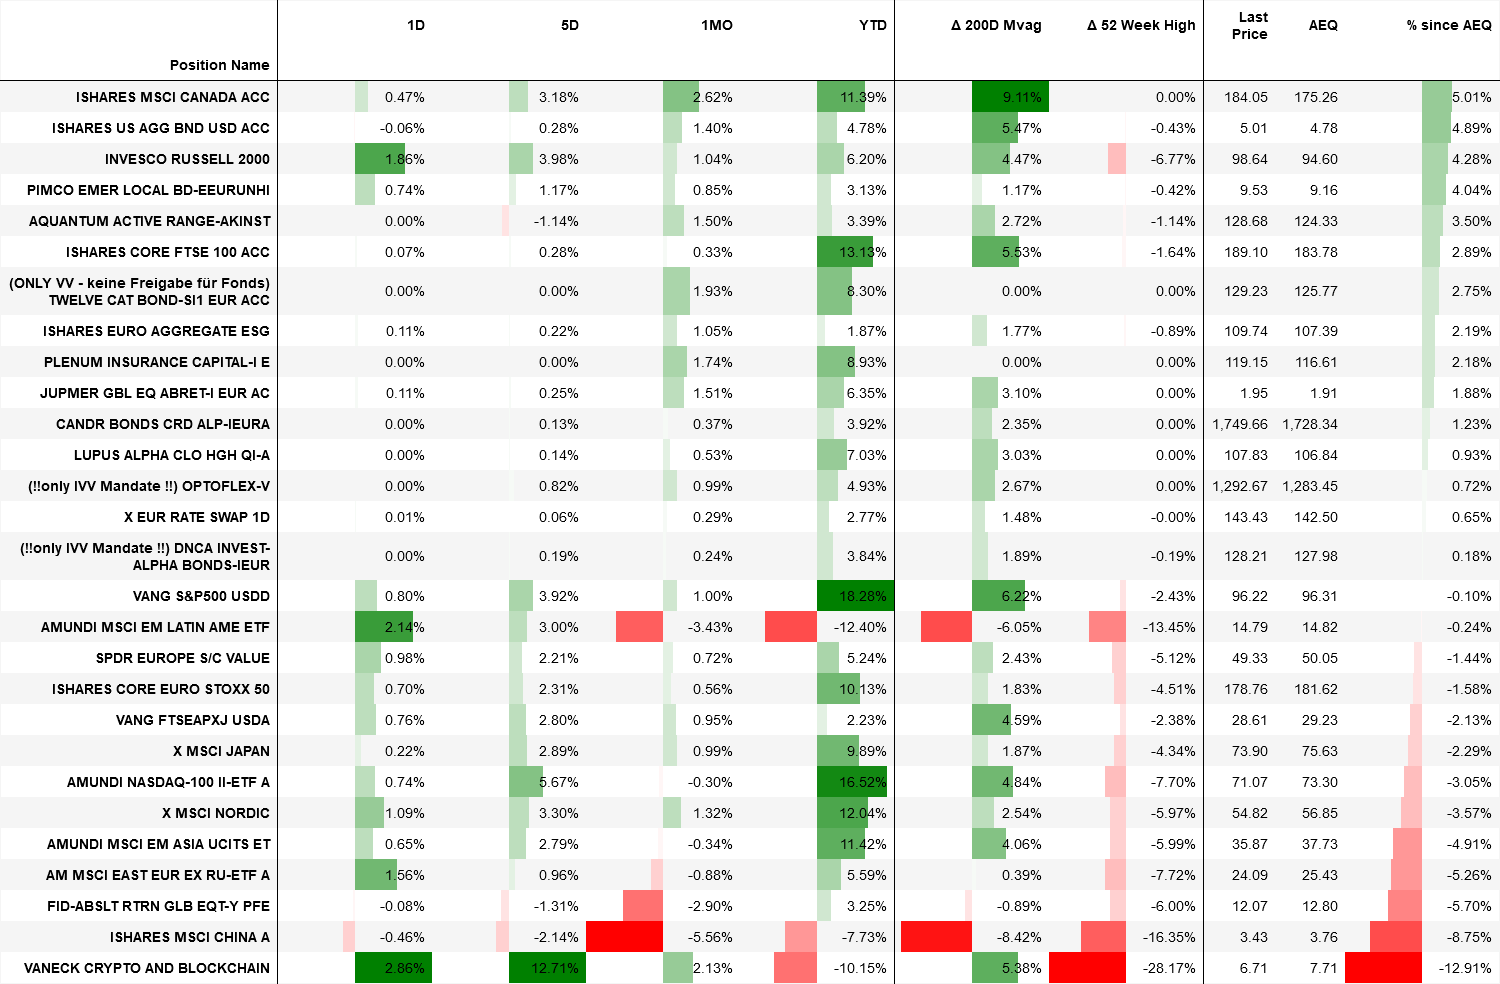 Position Name 1D 5D 1MO YTD Δ 200D Mvag Δ 52 Week High Last Price AEQ % since AEQ
ISHARES MSCI CANADA ACC 0.47% 3.18% 2.62% 11.39% 9.11% 0.00% 184.05 175.26 5.01%
ISHARES US AGG BND USD ACC -0.06% 0.28% 1.40% 4.78% 5.47% -0.43% 5.01 4.78 4.89%
INVESCO RUSSELL 2000 1.86% 3.98% 1.04% 6.20% 4.47% -6.77% 98.64 94.60 4.28%
PIMCO EMER LOCAL BD-EEURUNHI 0.74% 1.17% 0.85% 3.13% 1.17% -0.42% 9.53 9.16 4.04%
AQUANTUM ACTIVE RANGE-AKINST 0.00% -1.14% 1.50% 3.39% 2.72% -1.14% 128.68 124.33 3.50%
ISHARES CORE FTSE 100 ACC 0.07% 0.28% 0.33% 13.13% 5.53% -1.64% 189.10 183.78 2.89%
(ONLY VV - keine Freigabe für Fonds)
TWELVE CAT BOND-SI1 EUR ACC 0.00% 0.00% 1.93% 8.30% 0.00% 0.00% 129.23 125.77 2.75%
ISHARES EURO AGGREGATE ESG 0.11% 0.22% 1.05% 1.87% 1.77% -0.89% 109.74 107.39 2.19%
PLENUM INSURANCE CAPITAL-I E 0.00% 0.00% 1.74% 8.93% 0.00% 0.00% 119.15 116.61 2.18%
JUPMER GBL EQ ABRET-I EUR AC 0.11% 0.25% 1.51% 6.35% 3.10% 0.00% 1.95 1.91 1.88%
CANDR BONDS CRD ALP-IEURA 0.00% 0.13% 0.37% 3.92% 2.35% 0.00% 1,749.66 1,728.34 1.23%
LUPUS ALPHA CLO HGH QI-A 0.00% 0.14% 0.53% 7.03% 3.03% 0.00% 107.83 106.84 0.93%
(!!only IVV Mandate !!) OPTOFLEX-V 0.00% 0.82% 0.99% 4.93% 2.67% 0.00% 1,292.67 1,283.45 0.72%
X EUR RATE SWAP 1D 0.01% 0.06% 0.29% 2.77% 1.48% -0.00% 143.43 142.50 0.65%
(!!only IVV Mandate !!) DNCA INVEST-
ALPHA BONDS-IEUR 0.00% 0.19% 0.24% 3.84% 1.89% -0.19% 128.21 127.98 0.18%
VANG S&P500 USDD 0.80% 3.92% 1.00% 18.28% 6.22% -2.43% 96.22 96.31 -0.10%
AMUNDI MSCI EM LATIN AME ETF 2.14% 3.00% -3.43% -12.40% -6.05% -13.45% 14.79 14.82 -0.24%
SPDR EUROPE S/C VALUE 0.98% 2.21% 0.72% 5.24% 2.43% -5.12% 49.33 50.05 -1.44%
ISHARES CORE EURO STOXX 50 0.70% 2.31% 0.56% 10.13% 1.83% -4.51% 178.76 181.62 -1.58%
VANG FTSEAPXJ USDA 0.76% 2.80% 0.95% 2.23% 4.59% -2.38% 28.61 29.23 -2.13%
X MSCI JAPAN 0.22% 2.89% 0.99% 9.89% 1.87% -4.34% 73.90 75.63 -2.29%
AMUNDI NASDAQ-100 II-ETF A 0.74% 5.67% -0.30% 16.52% 4.84% -7.70% 71.07 73.30 -3.05%
X MSCI NORDIC 1.09% 3.30% 1.32% 12.04% 2.54% -5.97% 54.82 56.85 -3.57%
AMUNDI MSCI EM ASIA UCITS ET 0.65% 2.79% -0.34% 11.42% 4.06% -5.99% 35.87 37.73 -4.91%
AM MSCI EAST EUR EX RU-ETF A 1.56% 0.96% -0.88% 5.59% 0.39% -7.72% 24.09 25.43 -5.26%
FID-ABSLT RTRN GLB EQT-Y PFE -0.08% -1.31% -2.90% 3.25% -0.89% -6.00% 12.07 12.80 -5.70%
ISHARES MSCI CHINA A -0.46% -2.14% -5.56% -7.73% -8.42% -16.35% 3.43 3.76 -8.75%
VANECK CRYPTO AND BLOCKCHAIN 2.86% 12.71% 2.13% -10.15% 5.38% -28.17% 6.71 7.71 -12.91%